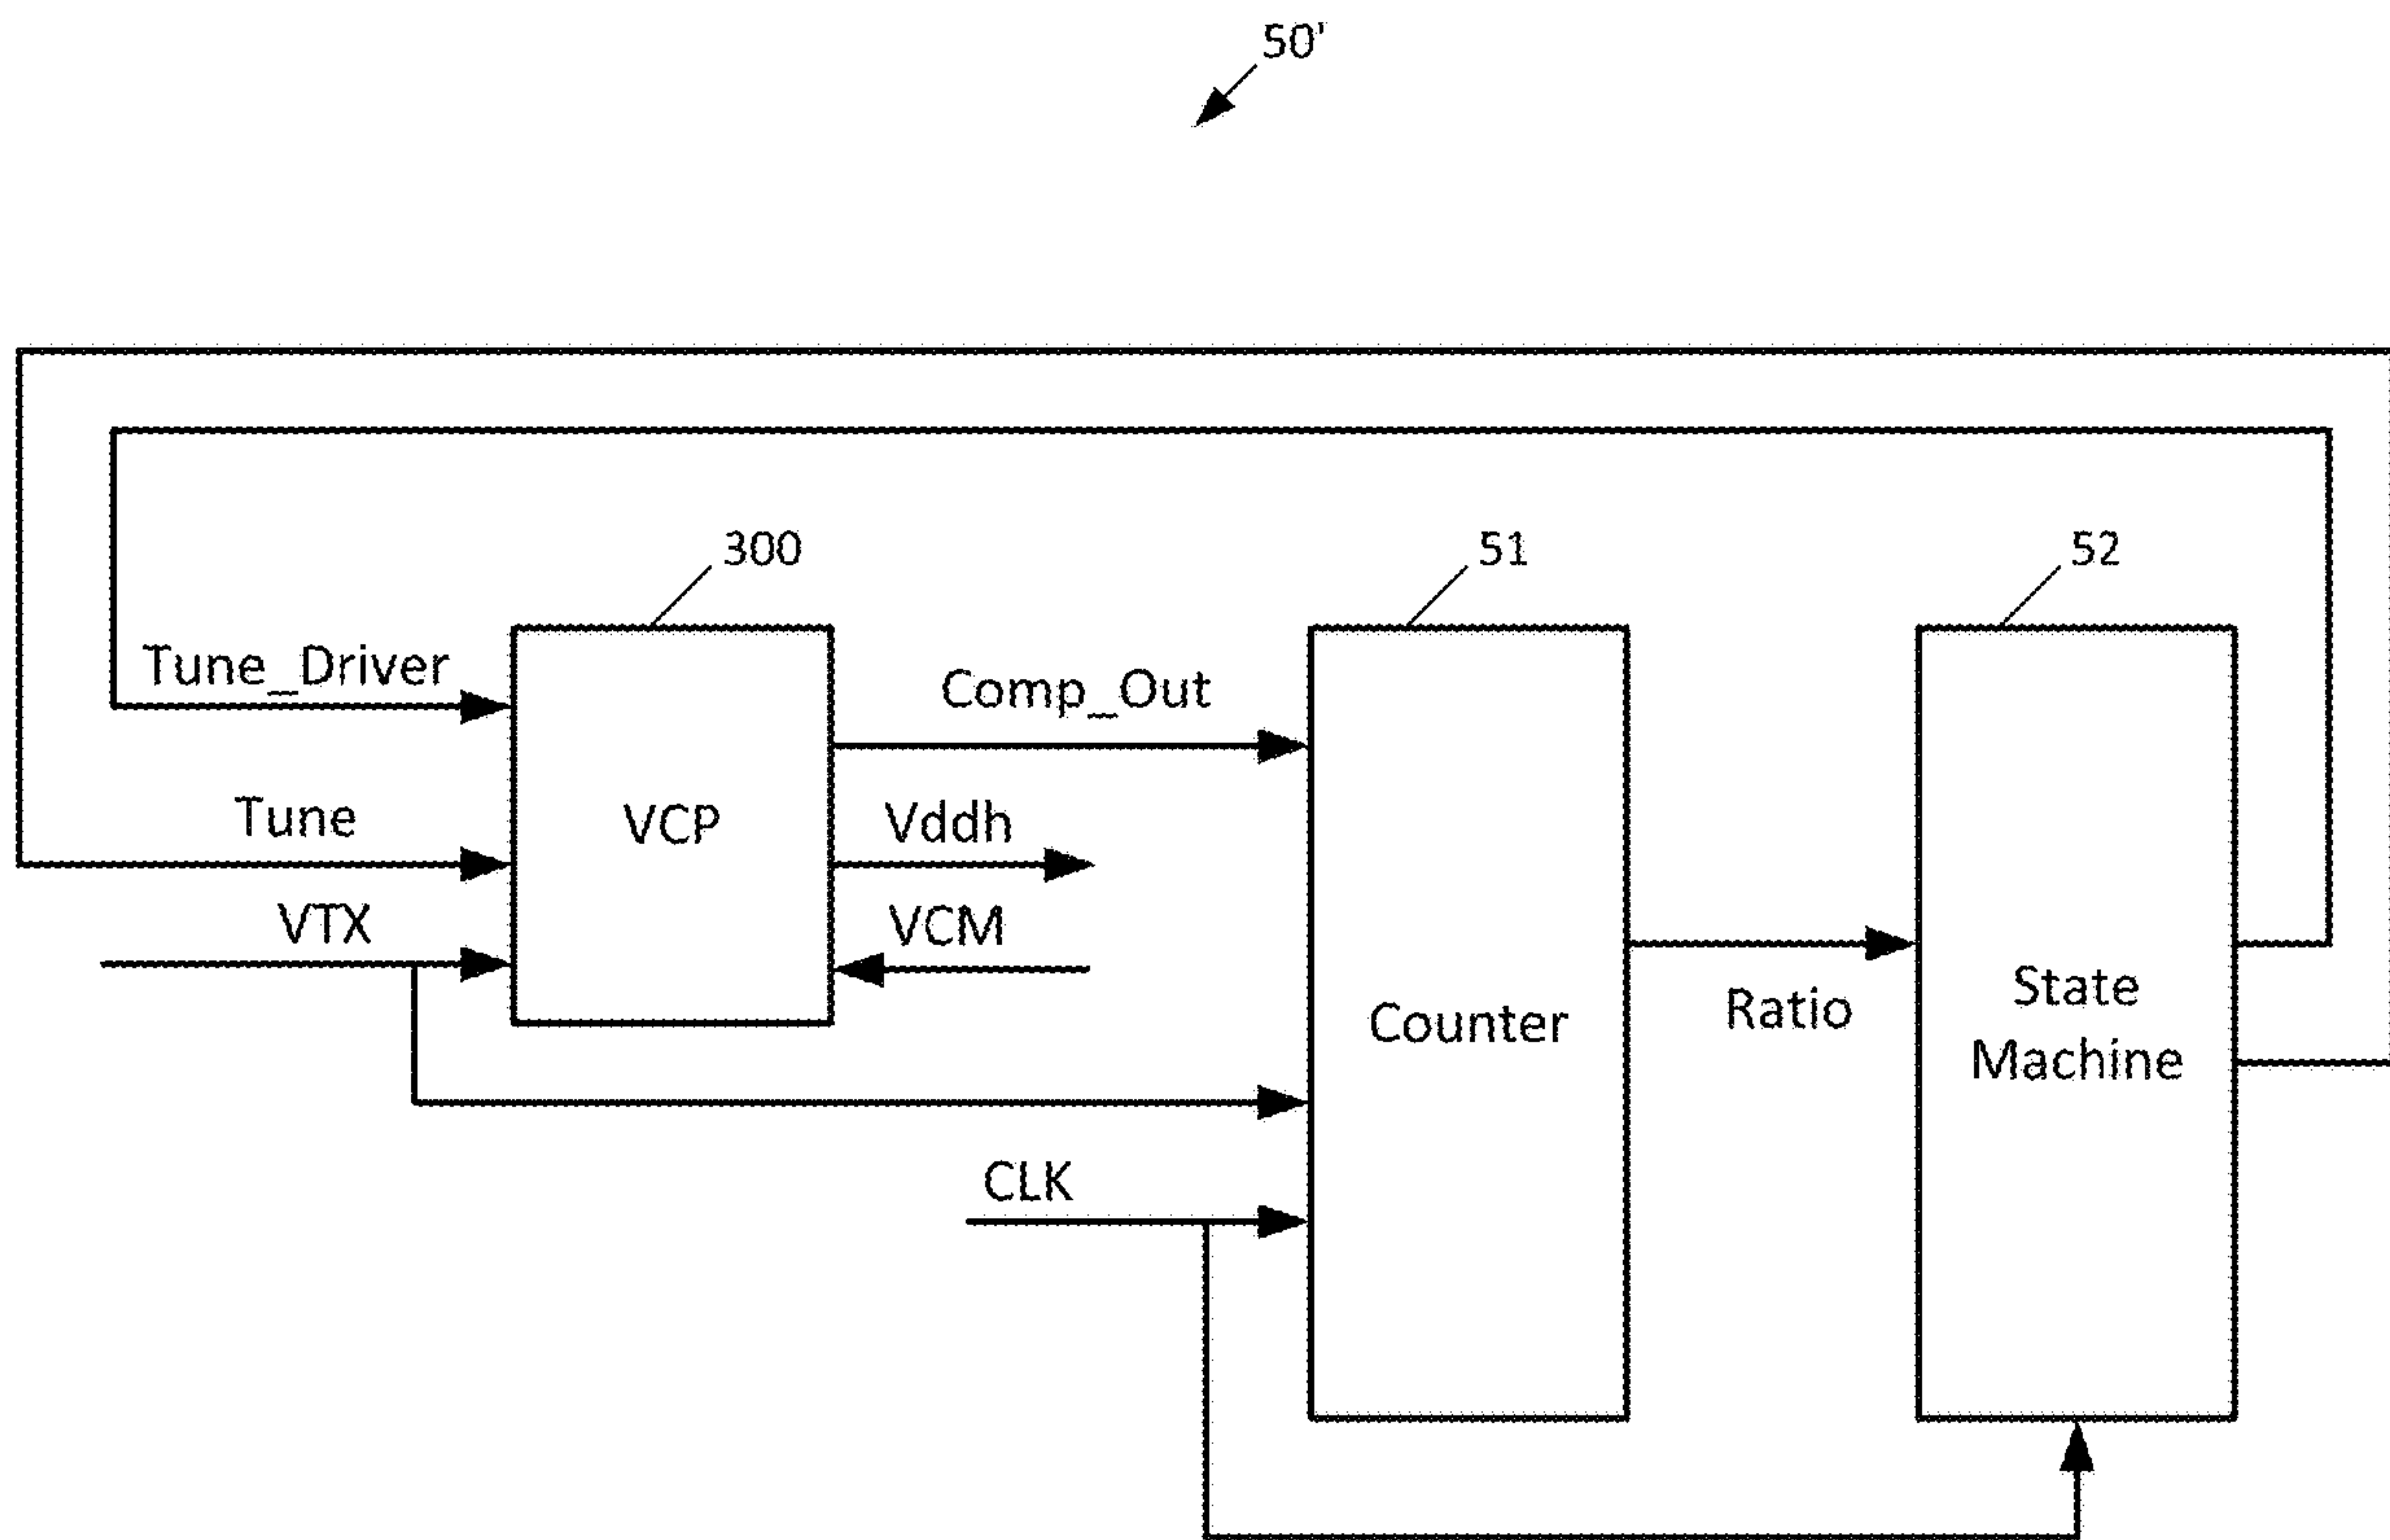 50'
300
51
52
Tune_Driver
Comp_Out
Tune
VCP
Vddh
VTX
VCM
Counter
Ratio
State
Machine
CLK